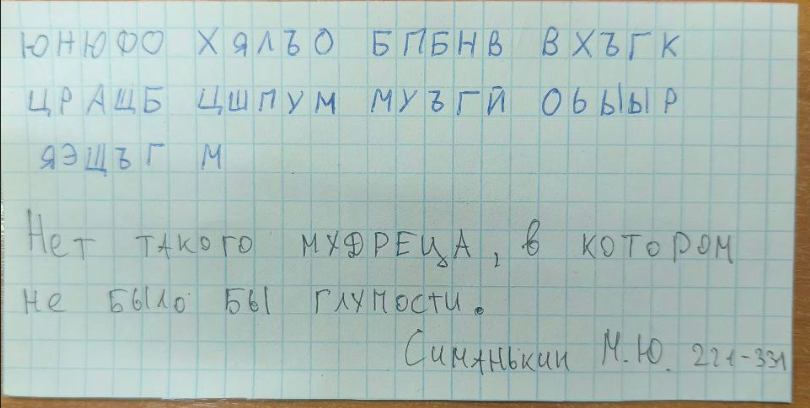 ЮНЮФО ХЯЛЪО БПБНВ ВХЪГК
ЦРАЩБ ЦШПУМ МУЪГЙ ОЬЫЫР
ЯЭЩЪГ М
Нет такого мудреца, в котором
не было бы глупости.
Симанькин М.Ю. 221-331